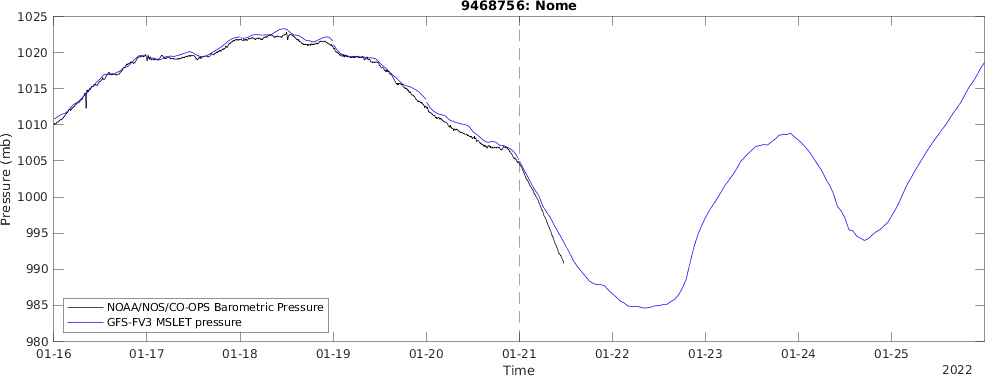 9468756: Nome
1025
1020
1015
1010
1005
1000
995
990
985
980
Pressure (mb)
NOAA/NOS/CO-OPS Barometric Pressure
GFS-FV3 MSLET pressure
01-16 01-17 01-18 01-19 01-20 01-21 01-22 01-23 01-24 01-25
Time
2022